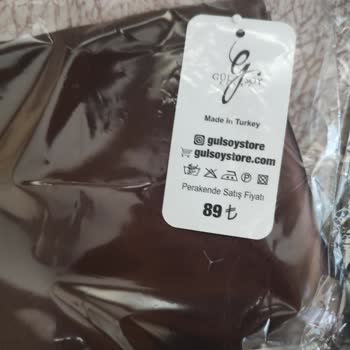 Made in Turkey
gulsoystore
gulsoystore.com
Perakende Satış Fiyatı
89 ₺